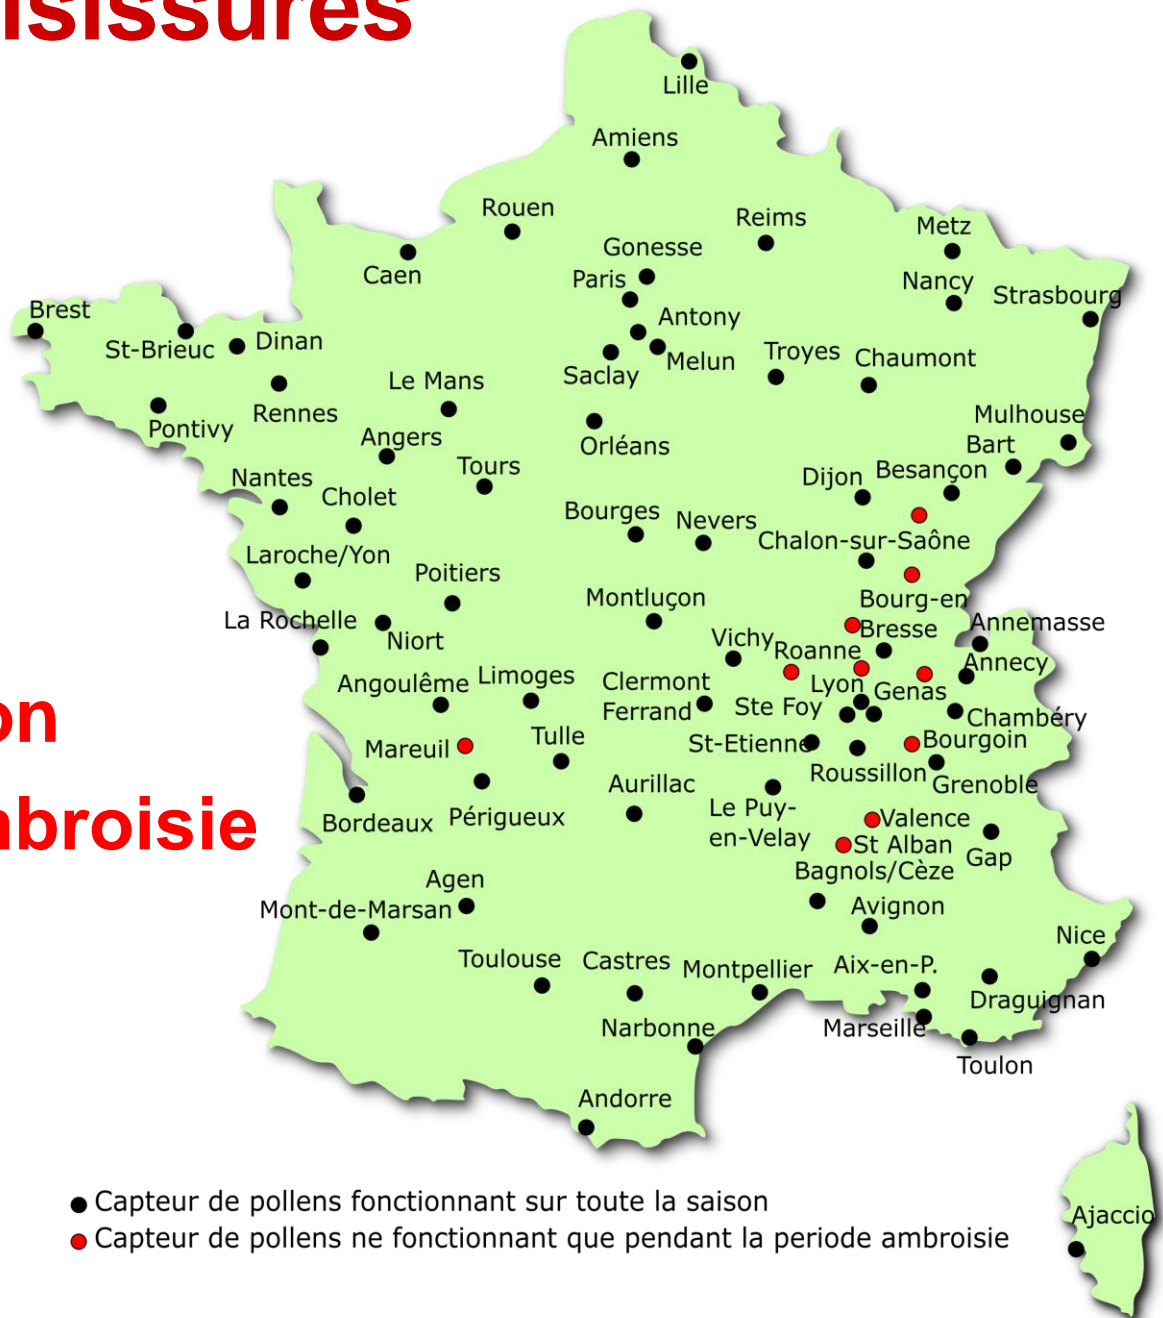 isissures
Lille
Amiens
Rouen
Reims
Metz
Gonesse
Caen
Paris
Nancy
Strasbourg
Brest
Antony
St-Brieuc
Dinan
Melun
Troyes
Chaumont
Saclay
Le Mans
Rennes
Mulhouse
Pontivy
Angers
Orléans
Bart
Tours
Nantes
Dijon
Besançon
Cholet
Bourges
Nevers
Chalon-sur-Saône
Laroche/Yon
Poitiers
Montluçon
Bourg-en
Bresse
La Rochelle
Annemasse
Niort
Vichy
Roanne
Annecy
Angoulême
Limoges
Clermont
Ferrand
Lyon
Genas
Ste Foy
Chambéry
on
Mareuil
Tulle
St-Etienne
Bourgoin
Roussillon
Grenoble
Aurillac
Le Puy-
en-Velay
mbroisie
Bordeaux
Périgueux
Valence
St Alban
Gap
Bagnols/Cèze
Agen
Mont-de-Marsan
Avignon
Nice
Toulouse
Castres
Montpellier
Aix-en-P.
Draguignan
Narbonne
Marseille
Toulon
Andorre
Capteur de pollens fonctionnant sur toute la saison
Ajaccio
Capteur de pollens ne fonctionnant que pendant la periode ambroisie